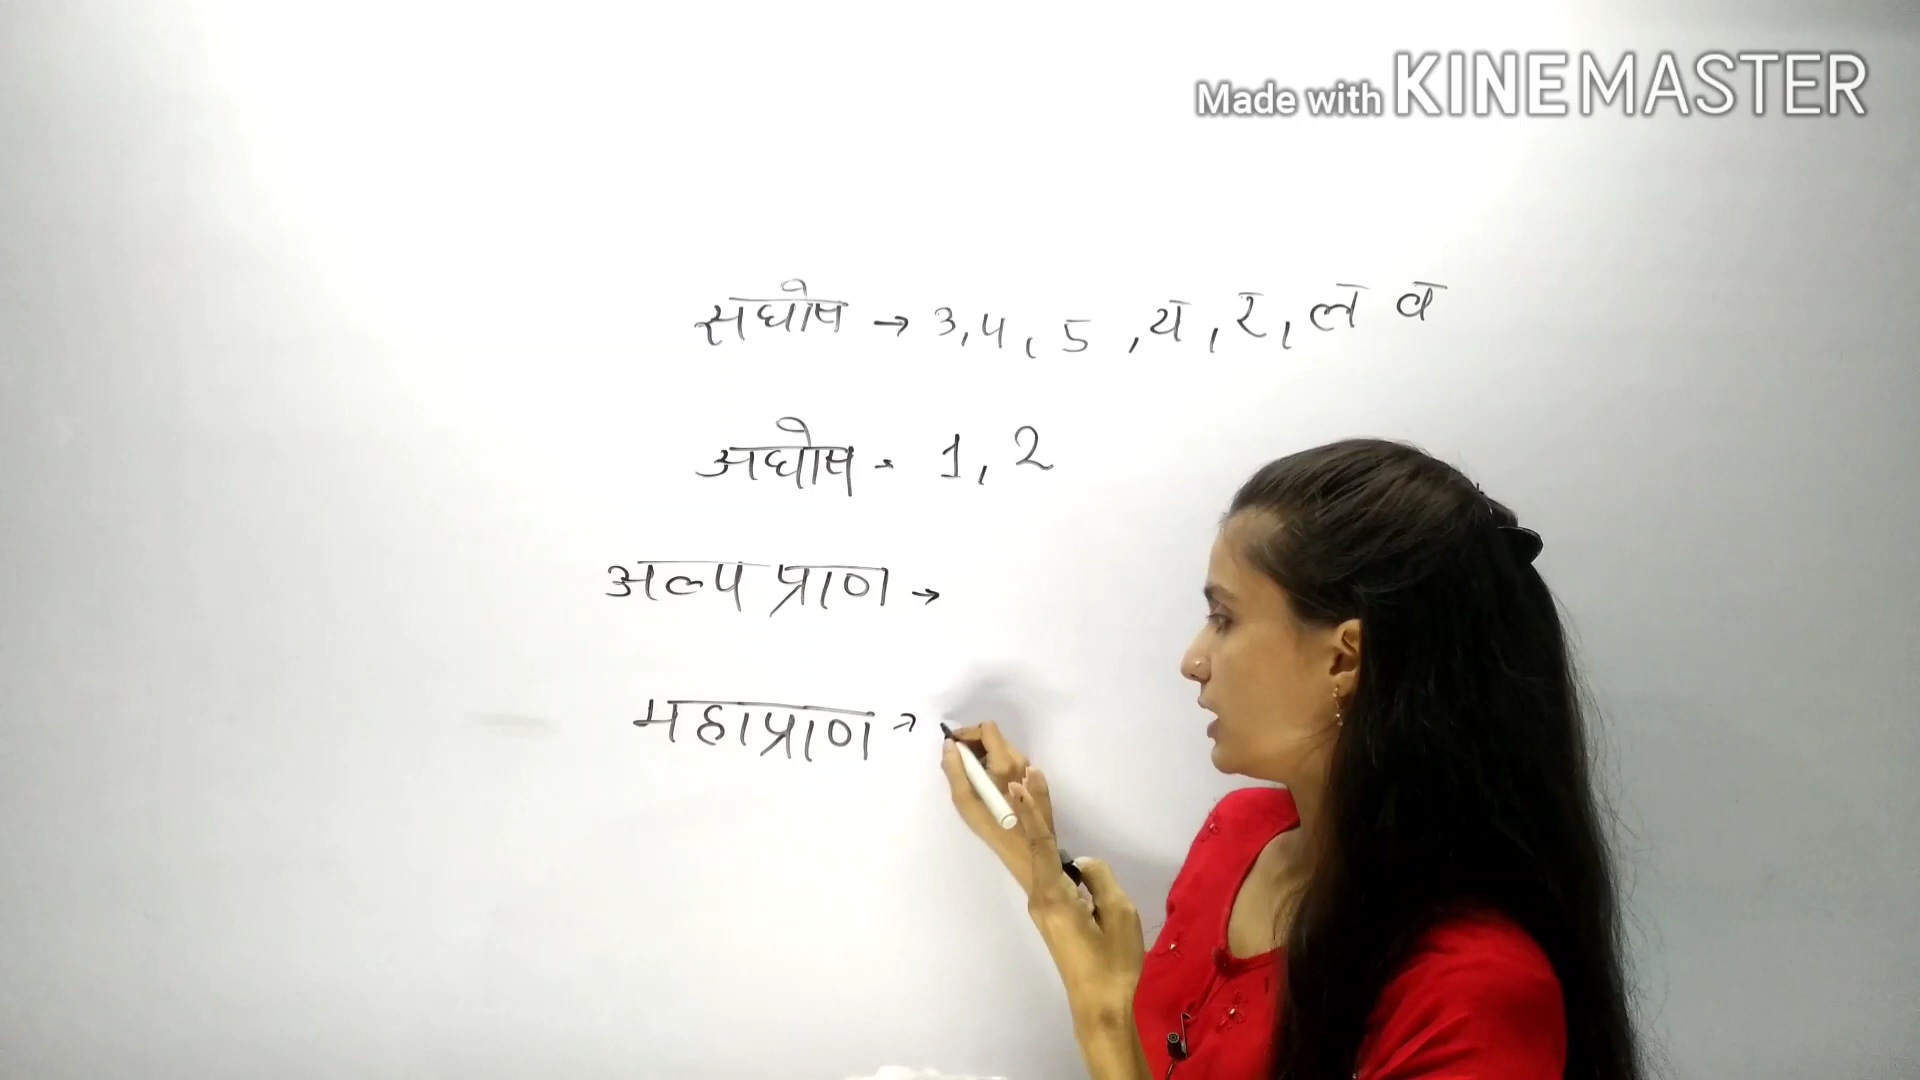 Made with KINEMASTER
सघोष → 3, 4, 5, य, र, ल व
अघोष - 1, 2
अल्प प्राण →
महाप्राण →